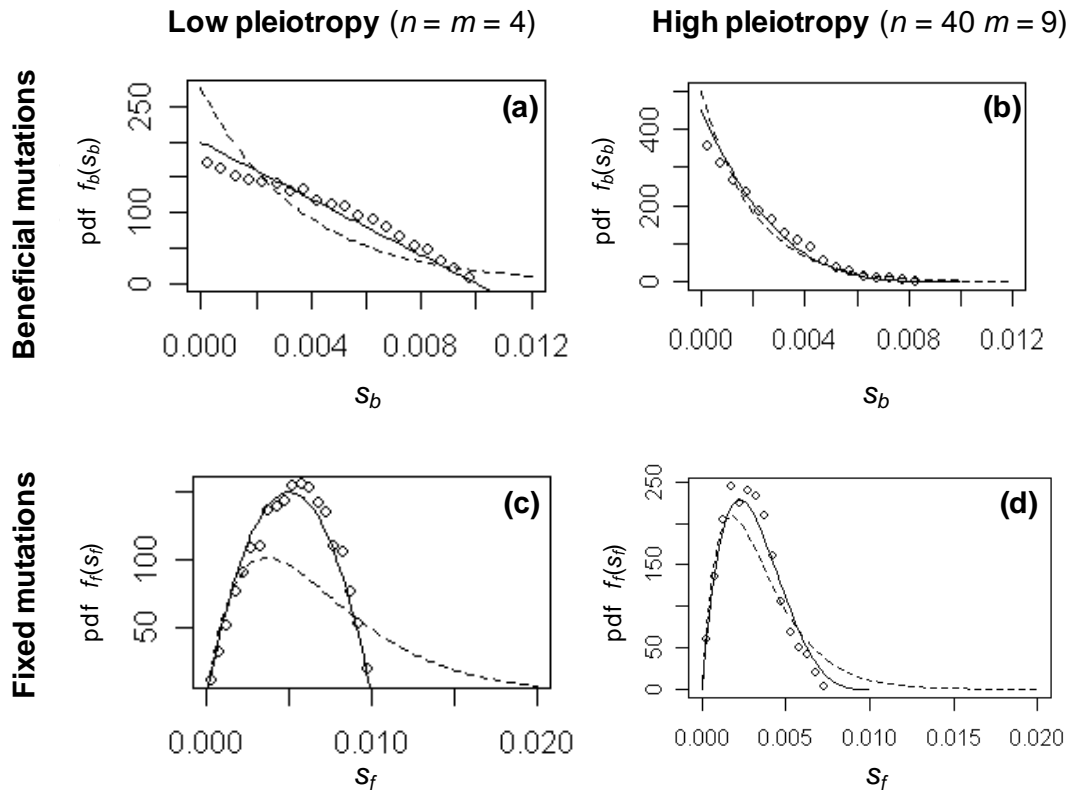 Low pleiotropy (n = m = 4)
High pleiotropy (n = 40 m = 9)
Beneficial mutations
(a)
pdf fb(sb)
0 100 250
0.000 0.004 0.008 0.012
sb
(b)
pdf fb(sb)
0 200 400
0.000 0.004 0.008 0.012
sb
Fixed mutations
(c)
pdf ff(sf)
50 100
0.000 0.010 0.020
sf
(d)
pdf ff(sf)
0 50 150 250
0.000 0.005 0.010 0.015 0.020
sf